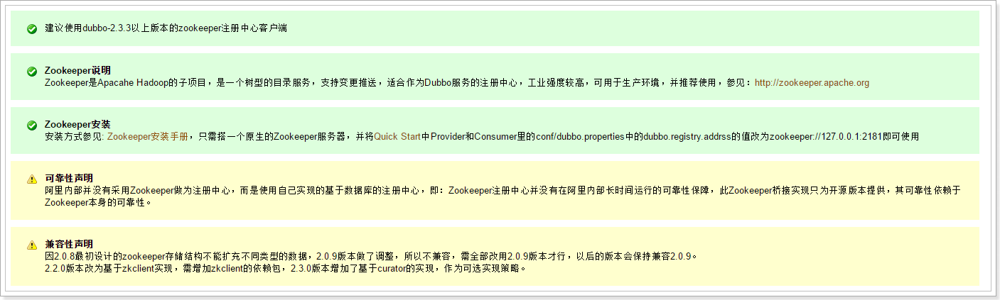 建议使用dubbo-2.3.3以上版本的zookeeper注册中心客户端
Zookeeper说明
Zookeeper是Apacahe Hadoop的子项目，是一个树型的目录服务，支持变更推送，适合作为Dubbo服务的注册中心，工业强度较高，可用于生产环境，并推荐使用，参见：http://zookeeper.apache.org
Zookeeper安装
安装方式参见: Zookeeper安装手册，只需搭一个原生的Zookeeper服务器，并将Quick Start中Provider和Consumer里的conf/dubbo.properties中的dubbo.registry.addrss的值改为zookeeper://127.0.0.1:2181即可使用
可靠性声明
阿里内部并没有采用Zookeeper做为注册中心，而是使用自己实现的基于数据库的注册中心，即：Zookeeper注册中心并没有在阿里内部长时间运行的可靠性保障，此Zookeeper桥接实现只为开源版本提供，其可靠性依赖于
Zookeeper本身的可靠性。
兼容性声明
因2.0.8最初设计的zookeeper存储结构不能扩充不同类型的数据，2.0.9版本做了调整，所以不兼容，需全部改用2.0.9版本才行，以后的版本会保持兼容2.0.9。
2.2.0版本改为基于zkclient实现，需增加zkclient的依赖包，2.3.0版本增加了基于curator的实现，作为可选实现策略。